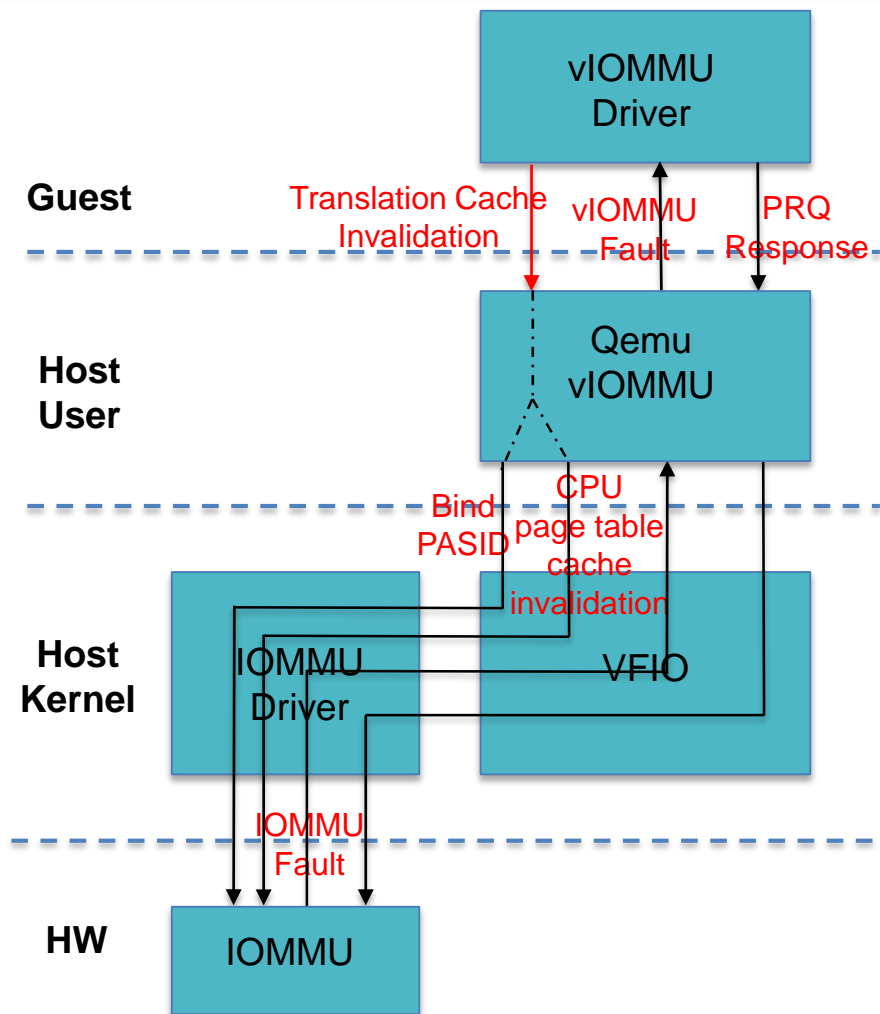 vIOMMU
Driver
Guest
Translation Cache
Invalidation
vIOMMU
Fault
PRQ
Response
Host
User
Qemu
vIOMMU
Bind
PASID
CPU
page table
cache
invalidation
Host
Kernel
IOMMU
Driver
VFIO
IOMMU
Fault
HW
IOMMU